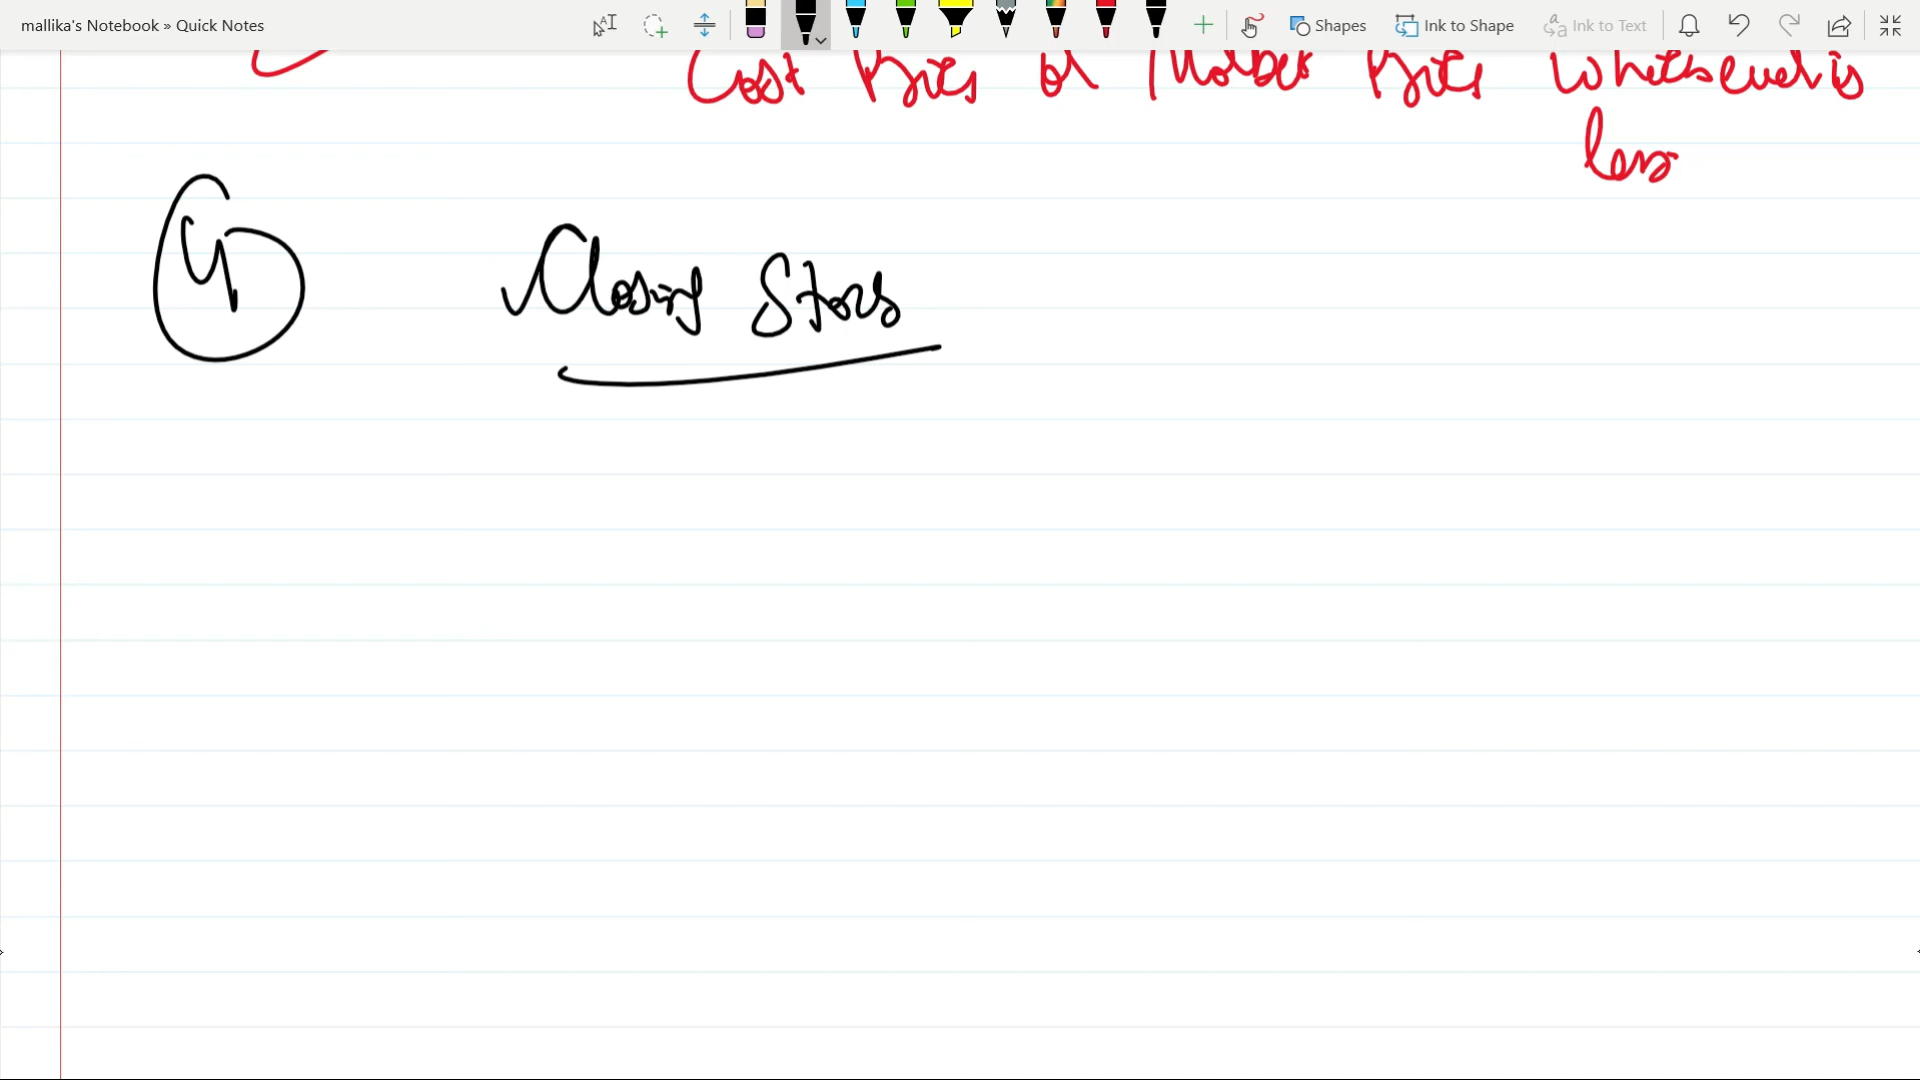 mallika's Notebook » Quick Notes
Shapes Ink to Shape Ink to Text
Cost Price or Market Price whichever is
less
4 Closing Stock